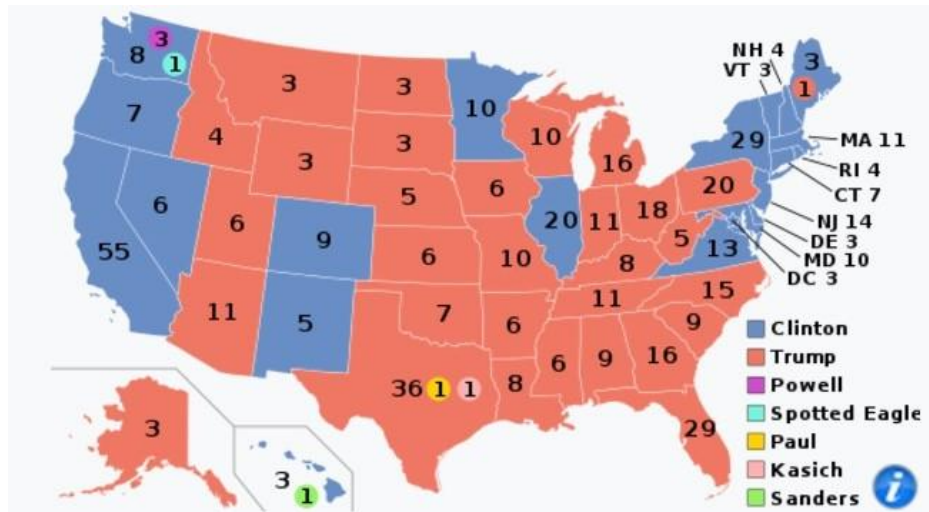 8 3 1
7
4
3
3
3
3
5
6
6
9
6
55
11
5
7
36 1 1
10
6
10
6
8
10
16
20
11
18
20
5
8
11
13
15
9
6
9
16
29
29
3 1
NH 4
VT 3
MA 11
RI 4
CT 7
NJ 14
DE 3
MD 10
DC 3
3
3 1
Clinton
Trump
Powell
Spotted Eagle
Paul
Kasich
Sanders
i